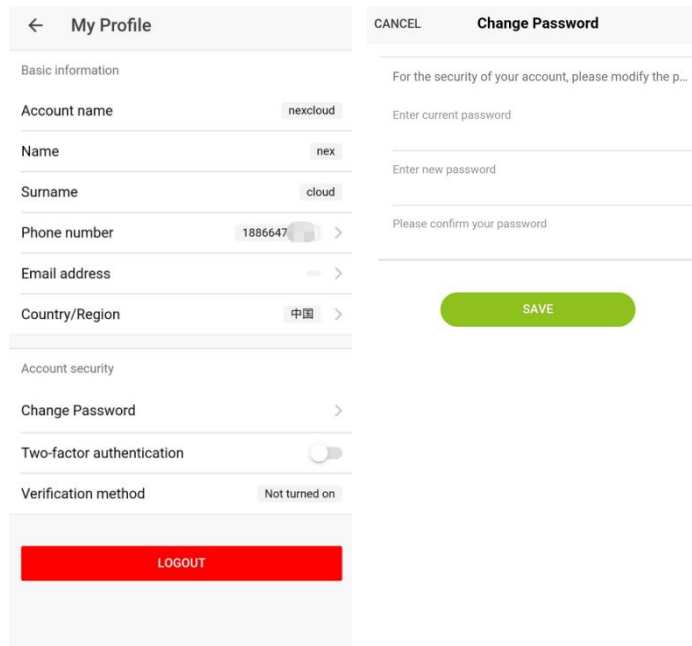 My Profile
Basic information
Account name nexcloud
Name nex
Surname cloud
Phone number 1886647
Email address
Country/Region 中国
Account security
Change Password
Two-factor authentication
Verification method Not turned on
LOGOUT
CANCEL Change Password
For the security of your account, please modify the p...
Enter current password
Enter new password
Please confirm your password
SAVE